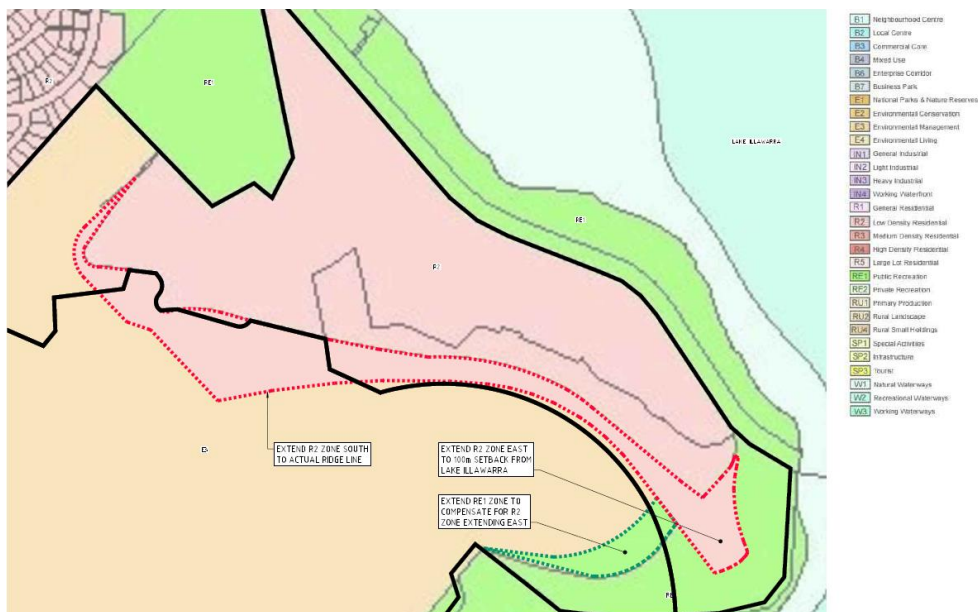 R2
RE1
LAKE ILLAWARRA
RE1
EXTEND R2 ZONE SOUTH
TO ACTUAL RIDGE LINE
EXTEND R2 ZONE EAST
TO 100m SETBACK FROM
LAKE ILLAWARRA
EXTEND RE1 ZONE TO
COMPENSATE FOR R2
ZONE EXTENDING EAST
B1 Neighbourhood Centre
B2 Local Centre
B3 Commercial Core
B4 Mixed Use
B6 Enterprise Corridor
B7 Business Park
E1 National Parks & Nature Reserves
E2 Environmental Conservation
E3 Environmental Management
E4 Environmental Living
IN1 General Industrial
IN2 Light Industrial
IN3 Heavy Industrial
IN4 Working Waterfront
R1 General Residential
R2 Low Density Residential
R3 Medium Density Residential
R4 High Density Residential
R5 Large Lot Residential
RE1 Public Recreation
RE2 Private Recreation
RU1 Primary Production
RU2 Rural Landscape
RU4 Rural Small Holdings
SP1 Special Activities
SP2 Infrastructure
SP3 Tourist
W1 Natural Waterways
W2 Recreational Waterways
W3 Working Waterways